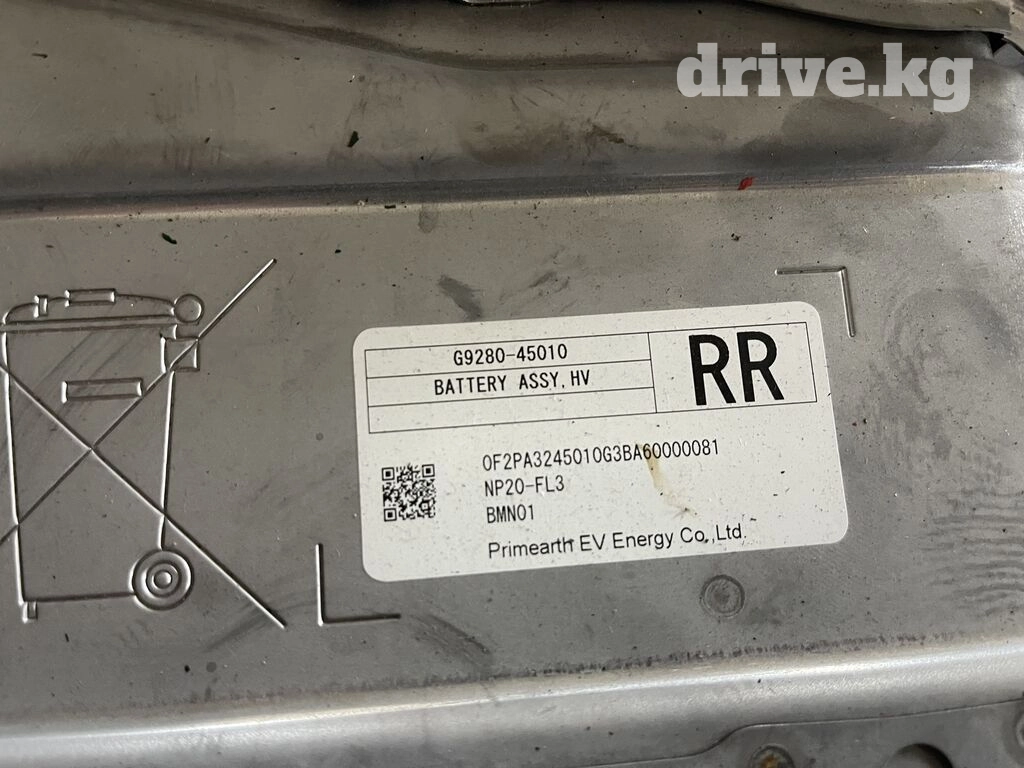 drive.kg
G9280-45010
BATTERY ASSY, HV
RR
0F2PA3245010G3BA60000081
NP20-FL3
BMN01
Primearth EV Energy Co.,Ltd.